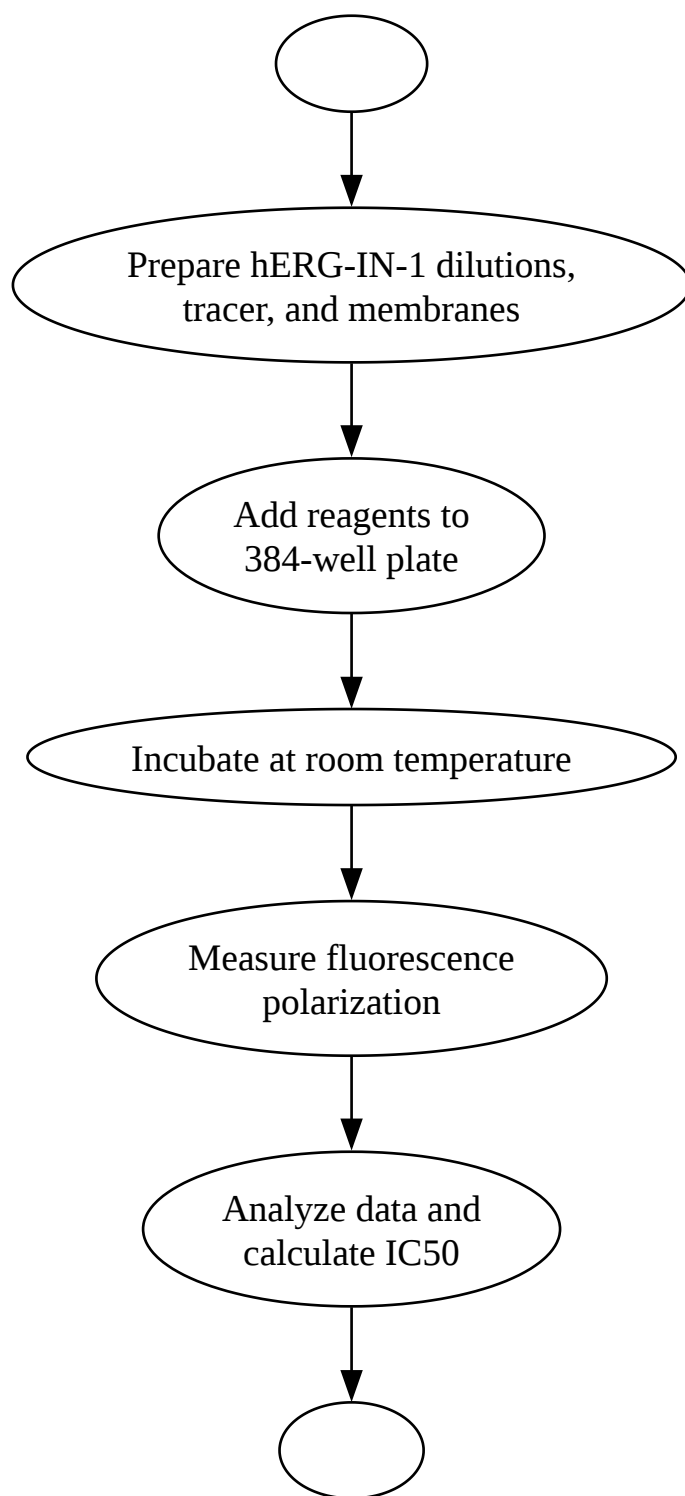 Prepare hERG-IN-1 dilutions,
tracer, and membranes
Add reagents to
384-well plate
Incubate at room temperature
Measure fluorescence
polarization
Analyze data and
calculate IC50